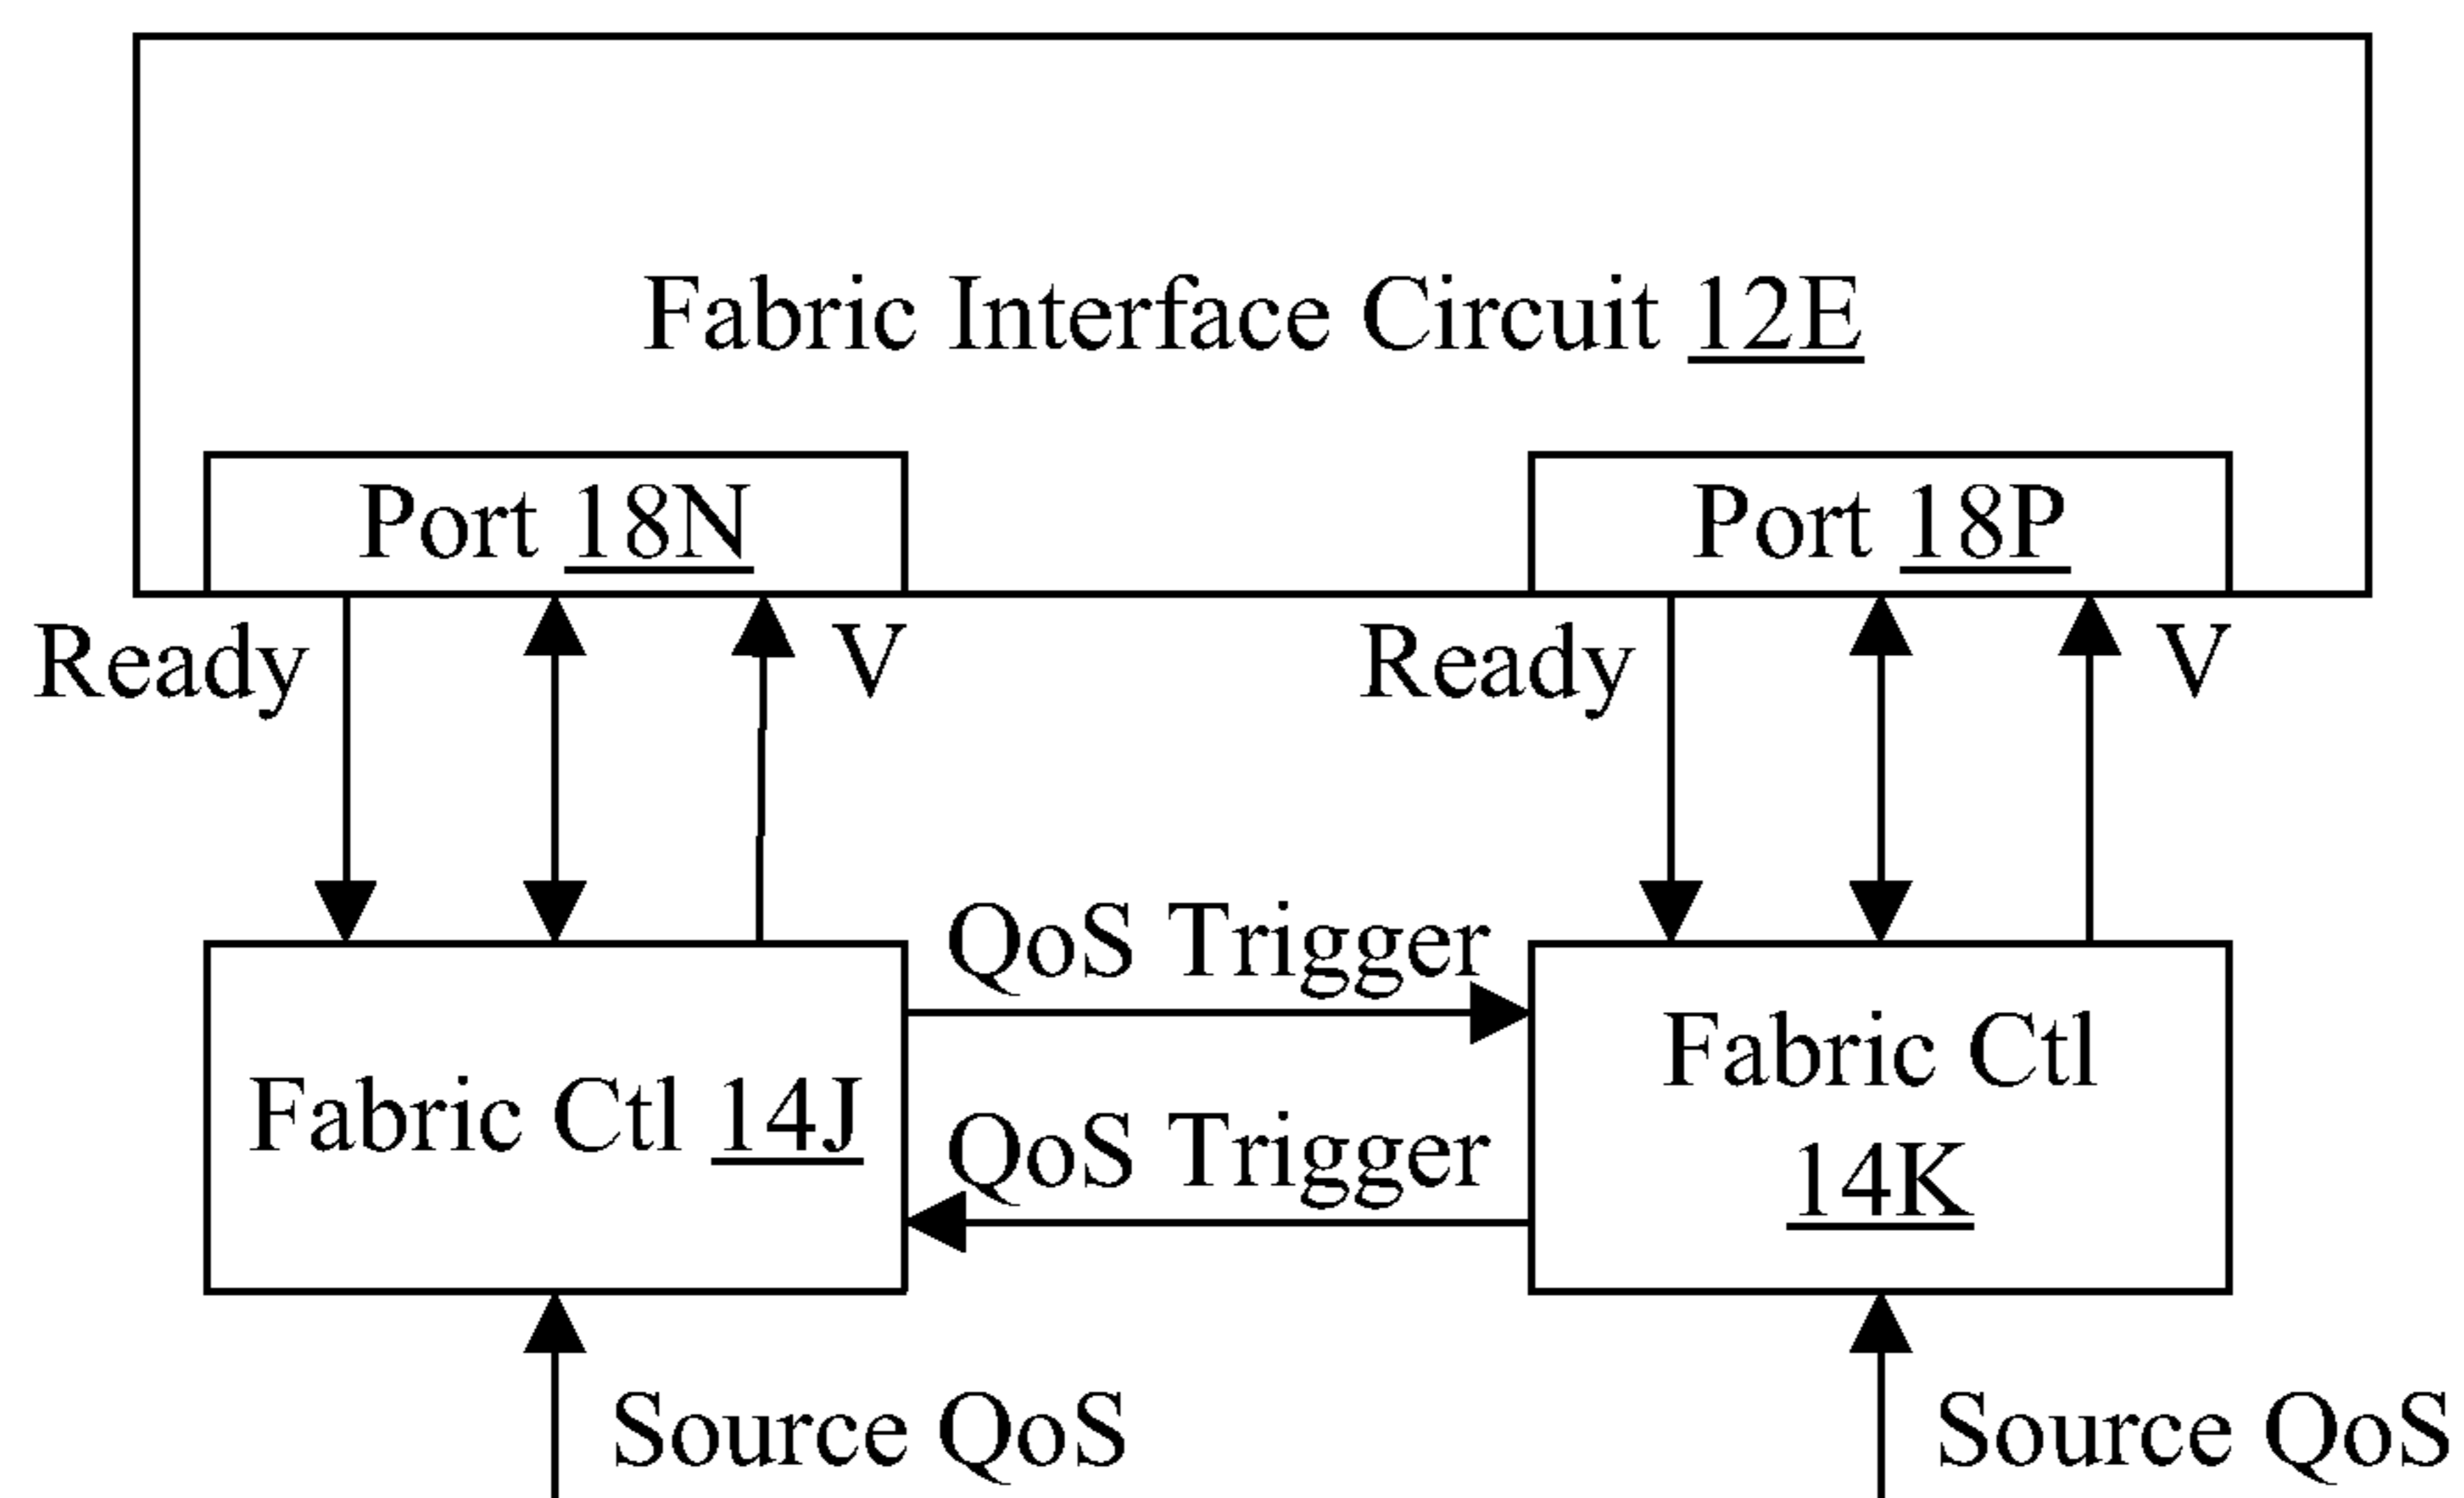 Fabric Interface Circuit 12E
Port 18N
Port 18P
Ready
V
Ready
V
QoS Trigger
Fabric Ctl 14J
QoS Trigger
Fabric Ctl
14K
Source QoS
Source QoS